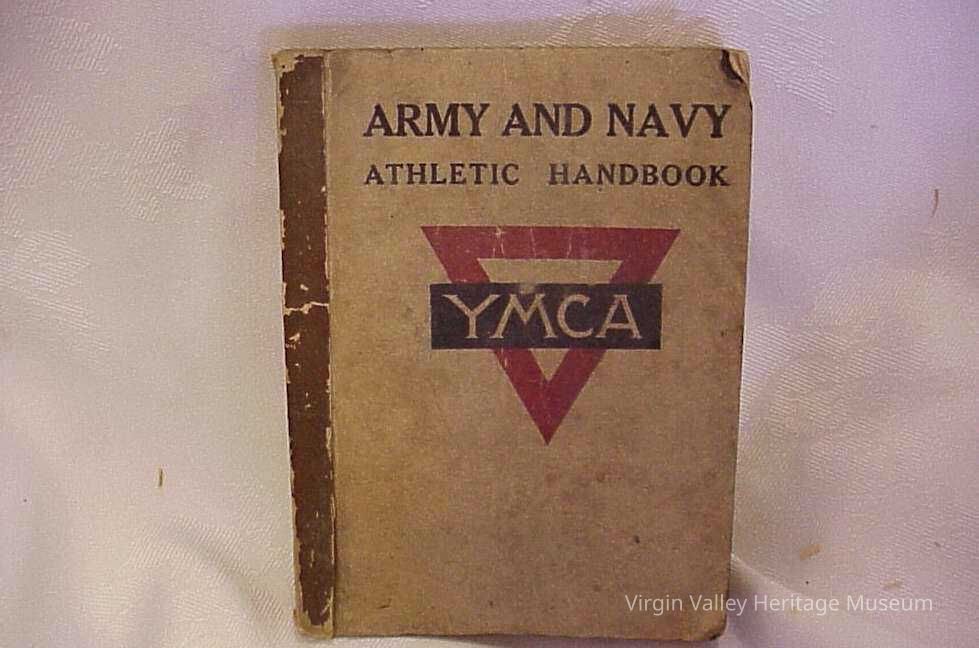 ARMY AND NAVY
ATHLETIC HANDBOOK
YMCA
Virgin Valley Heritage Museum